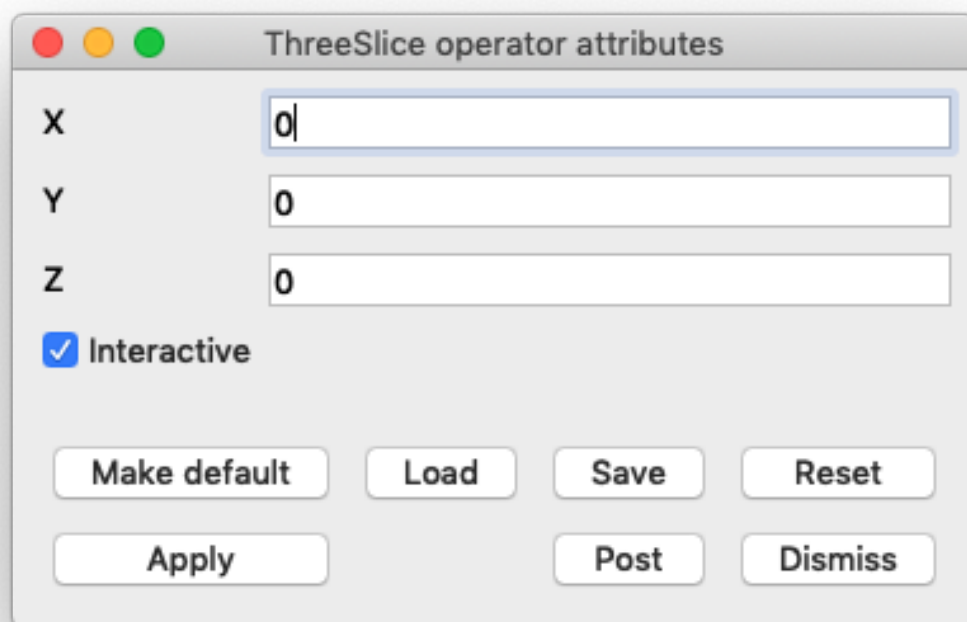 ThreeSlice operator attributes
X 0
Y 0
Z 0
Interactive
Make default Load Save Reset
Apply Post Dismiss